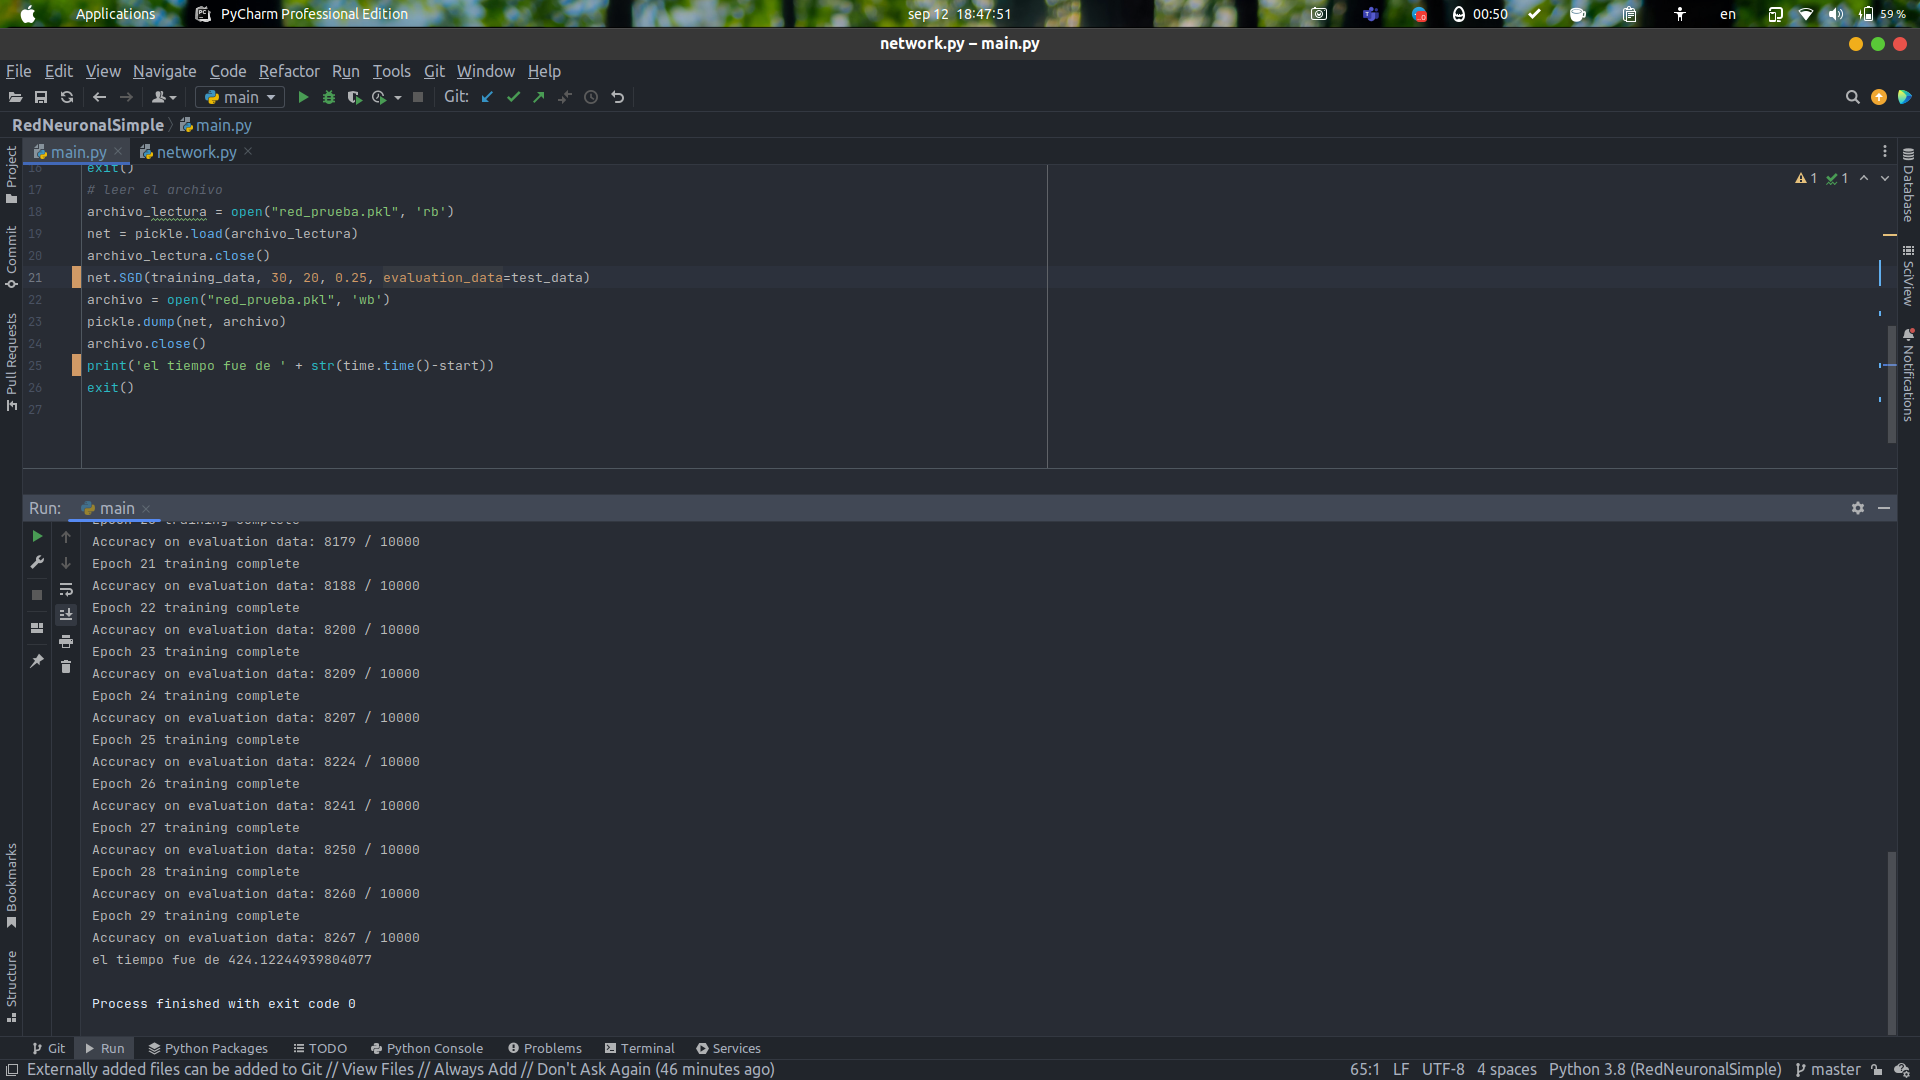 Applications PyCharm Professional Edition sep 12 18:47:51 00:50 en 59 %
network.py – main.py
File Edit View Navigate Code Refactor Run Tools Git Window Help
main Git:
RedNeuronalSimple main.py
main.py network.py
16 exit()
17 # leer el archivo
18 archivo_lectura = open("red_prueba.pkl", 'rb')
19 net = pickle.load(archivo_lectura)
20 archivo_lectura.close()
21 net.SGD(training_data, 30, 20, 0.25, evaluation_data=test_data)
22 archivo = open("red_prueba.pkl", 'wb')
23 pickle.dump(net, archivo)
24 archivo.close()
25 print('el tiempo fue de ' + str(time.time()-start))
26 exit()
27
1 1
Project
Commit
Pull Requests
Bookmarks
Structure
Database
SciView
Notifications
Run: main
Epoch 20 training complete
Accuracy on evaluation data: 8179 / 10000
Epoch 21 training complete
Accuracy on evaluation data: 8188 / 10000
Epoch 22 training complete
Accuracy on evaluation data: 8200 / 10000
Epoch 23 training complete
Accuracy on evaluation data: 8209 / 10000
Epoch 24 training complete
Accuracy on evaluation data: 8207 / 10000
Epoch 25 training complete
Accuracy on evaluation data: 8224 / 10000
Epoch 26 training complete
Accuracy on evaluation data: 8241 / 10000
Epoch 27 training complete
Accuracy on evaluation data: 8250 / 10000
Epoch 28 training complete
Accuracy on evaluation data: 8260 / 10000
Epoch 29 training complete
Accuracy on evaluation data: 8267 / 10000
el tiempo fue de 424.12244939804077
Process finished with exit code 0
Git Run Python Packages TODO Python Console Problems Terminal Services
Externally added files can be added to Git // View Files // Always Add // Don't Ask Again (46 minutes ago) 65:1 LF UTF-8 4 spaces Python 3.8 (RedNeuronalSimple) master